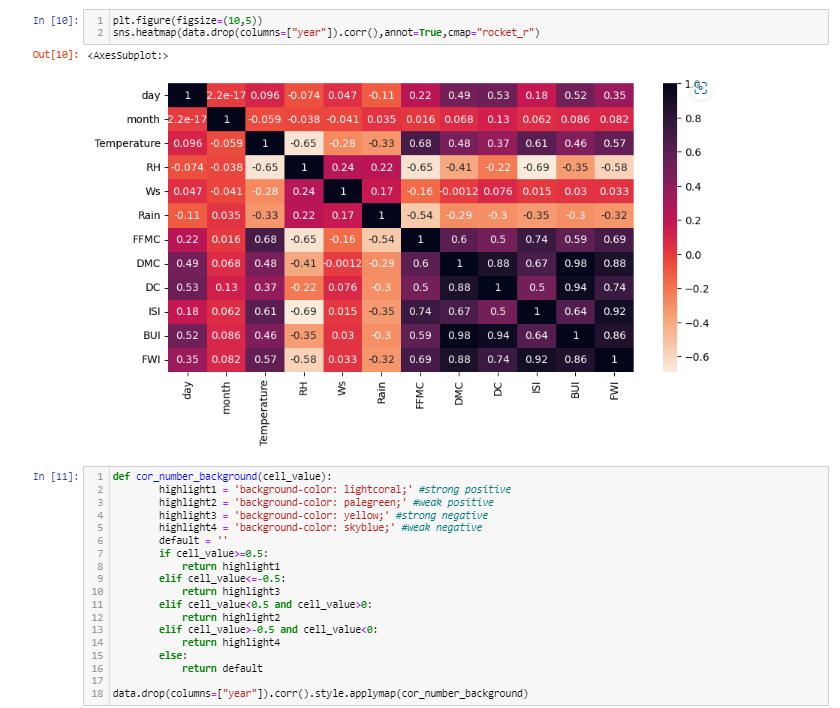 In [10]:
1 plt.figure(figsize=(10,5))
2 sns.heatmap(data.drop(columns=["year"]).corr(),annot=True,cmap="rocket_r")
Out[10]: <AxesSubplot:>
day 1 2.2e-17 0.096 -0.074 0.047 -0.11 0.22 0.49 0.53 0.18 0.52 0.35
month 2.2e-17 1 -0.059 -0.038 -0.041 0.035 0.016 0.068 0.13 0.062 0.086 0.082
Temperature 0.096 -0.059 1 -0.65 -0.28 -0.33 0.68 0.48 0.37 0.61 0.46 0.57
RH -0.074 -0.038 -0.65 1 0.24 0.22 -0.65 -0.41 -0.22 -0.69 -0.35 -0.58
Ws 0.047 -0.041 -0.28 0.24 1 0.17 -0.16 -0.0012 0.076 0.015 0.03 0.033
Rain -0.11 0.035 -0.33 0.22 0.17 1 -0.54 -0.29 -0.3 -0.35 -0.3 -0.32
FFMC 0.22 0.016 0.68 -0.65 -0.16 -0.54 1 0.6 0.5 0.74 0.59 0.69
DMC 0.49 0.068 0.48 -0.41 -0.0012 -0.29 0.6 1 0.88 0.67 0.98 0.88
DC 0.53 0.13 0.37 -0.22 0.076 -0.3 0.5 0.88 1 0.5 0.94 0.74
ISI 0.18 0.062 0.61 -0.69 0.015 -0.35 0.74 0.67 0.5 1 0.64 0.92
BUI 0.52 0.086 0.46 -0.35 0.03 -0.3 0.59 0.98 0.94 0.64 1 0.86
FWI 0.35 0.082 0.57 -0.58 0.033 -0.32 0.69 0.88 0.74 0.92 0.86 1
day month Temperature RH Ws Rain FFMC DMC DC ISI BUI FWI
0.8
0.6
0.4
0.2
0.0
−0.2
−0.4
−0.6
In [11]:
1 def cor_number_background(cell_value):
2 highlight1 = 'background-color: lightcoral;' #strong positive
3 highlight2 = 'background-color: palegreen;' #weak positive
4 highlight3 = 'background-color: yellow;' #strong negative
5 highlight4 = 'background-color: skyblue;' #weak negative
6 default = ''
7 if cell_value>=0.5:
8 return highlight1
9 elif cell_value<=-0.5:
10 return highlight3
11 elif cell_value<0.5 and cell_value>0:
12 return highlight2
13 elif cell_value>-0.5 and cell_value<0:
14 return highlight4
15 else:
16 return default
17
18 data.drop(columns=["year"]).corr().style.applymap(cor_number_background)